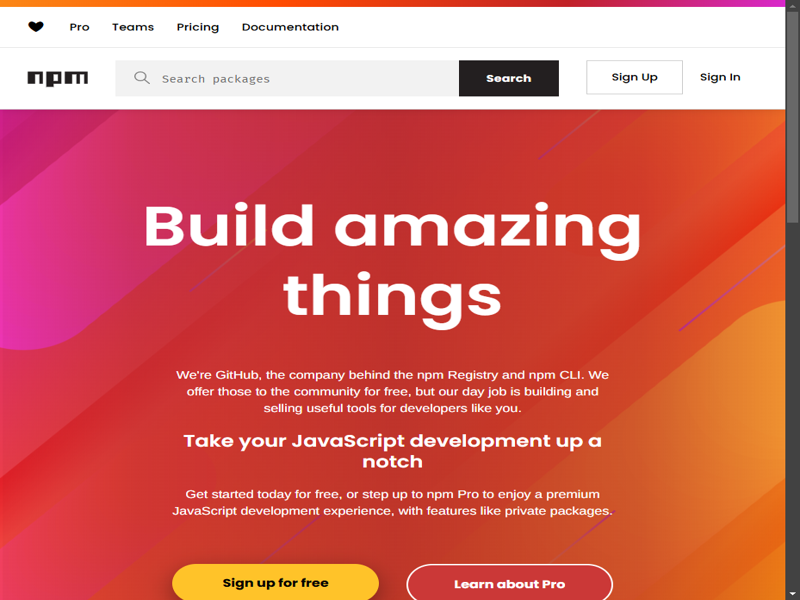 Pro Teams Pricing Documentation
npm Search packages Search Sign Up Sign In
Build amazing
things
We're GitHub, the company behind the npm Registry and npm CLI. We
offer those to the community for free, but our day job is building and
selling useful tools for developers like you.
Take your JavaScript development up a
notch
Get started today for free, or step up to npm Pro to enjoy a premium
JavaScript development experience, with features like private packages.
Sign up for free Learn about Pro